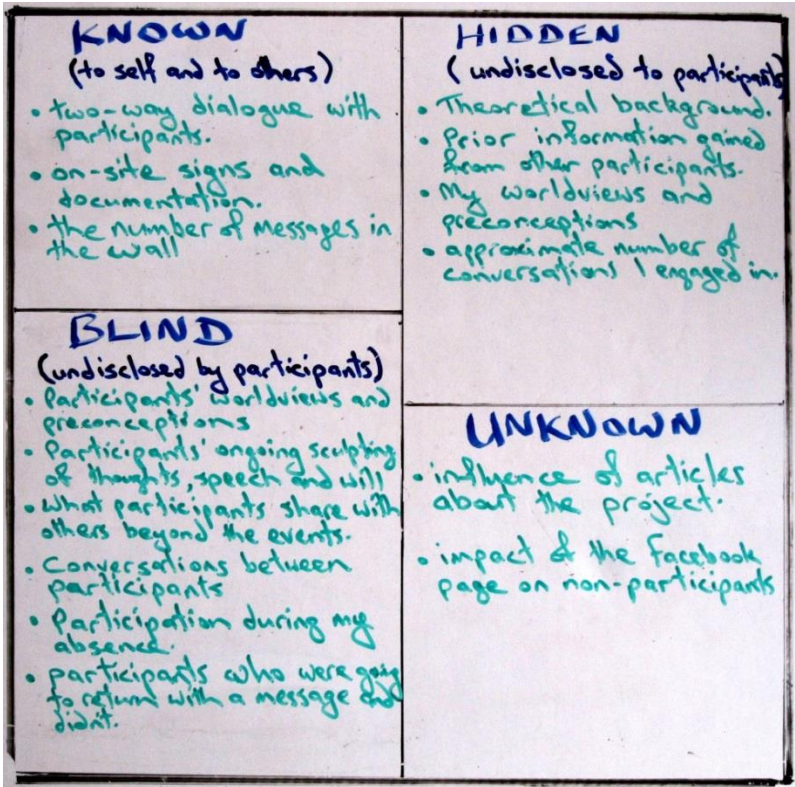 KNOWN
(to self and to others)
• two-way dialogue with
participants.
• on-site signs and
documentation.
• the number of messages in
the wall
HIDDEN
(undisclosed to participants)
• Theoretical background.
• Prior information gained
from other participants.
• My worldviews and
preconceptions
• approximate number of
conversations I engaged in.
BLIND
(undisclosed by participants)
• Participants' worldviews and
preconceptions
• Participants' ongoing sculpting
of thoughts, speech and will
• What participants share with
others beyond the events.
• Conversations between
participants
• Participation during my
absence.
• participants who were going
to return with a message and
didnt.
UNKNOWN
• influence of articles
about the project.
• impact of the Facebook
page on non-participants